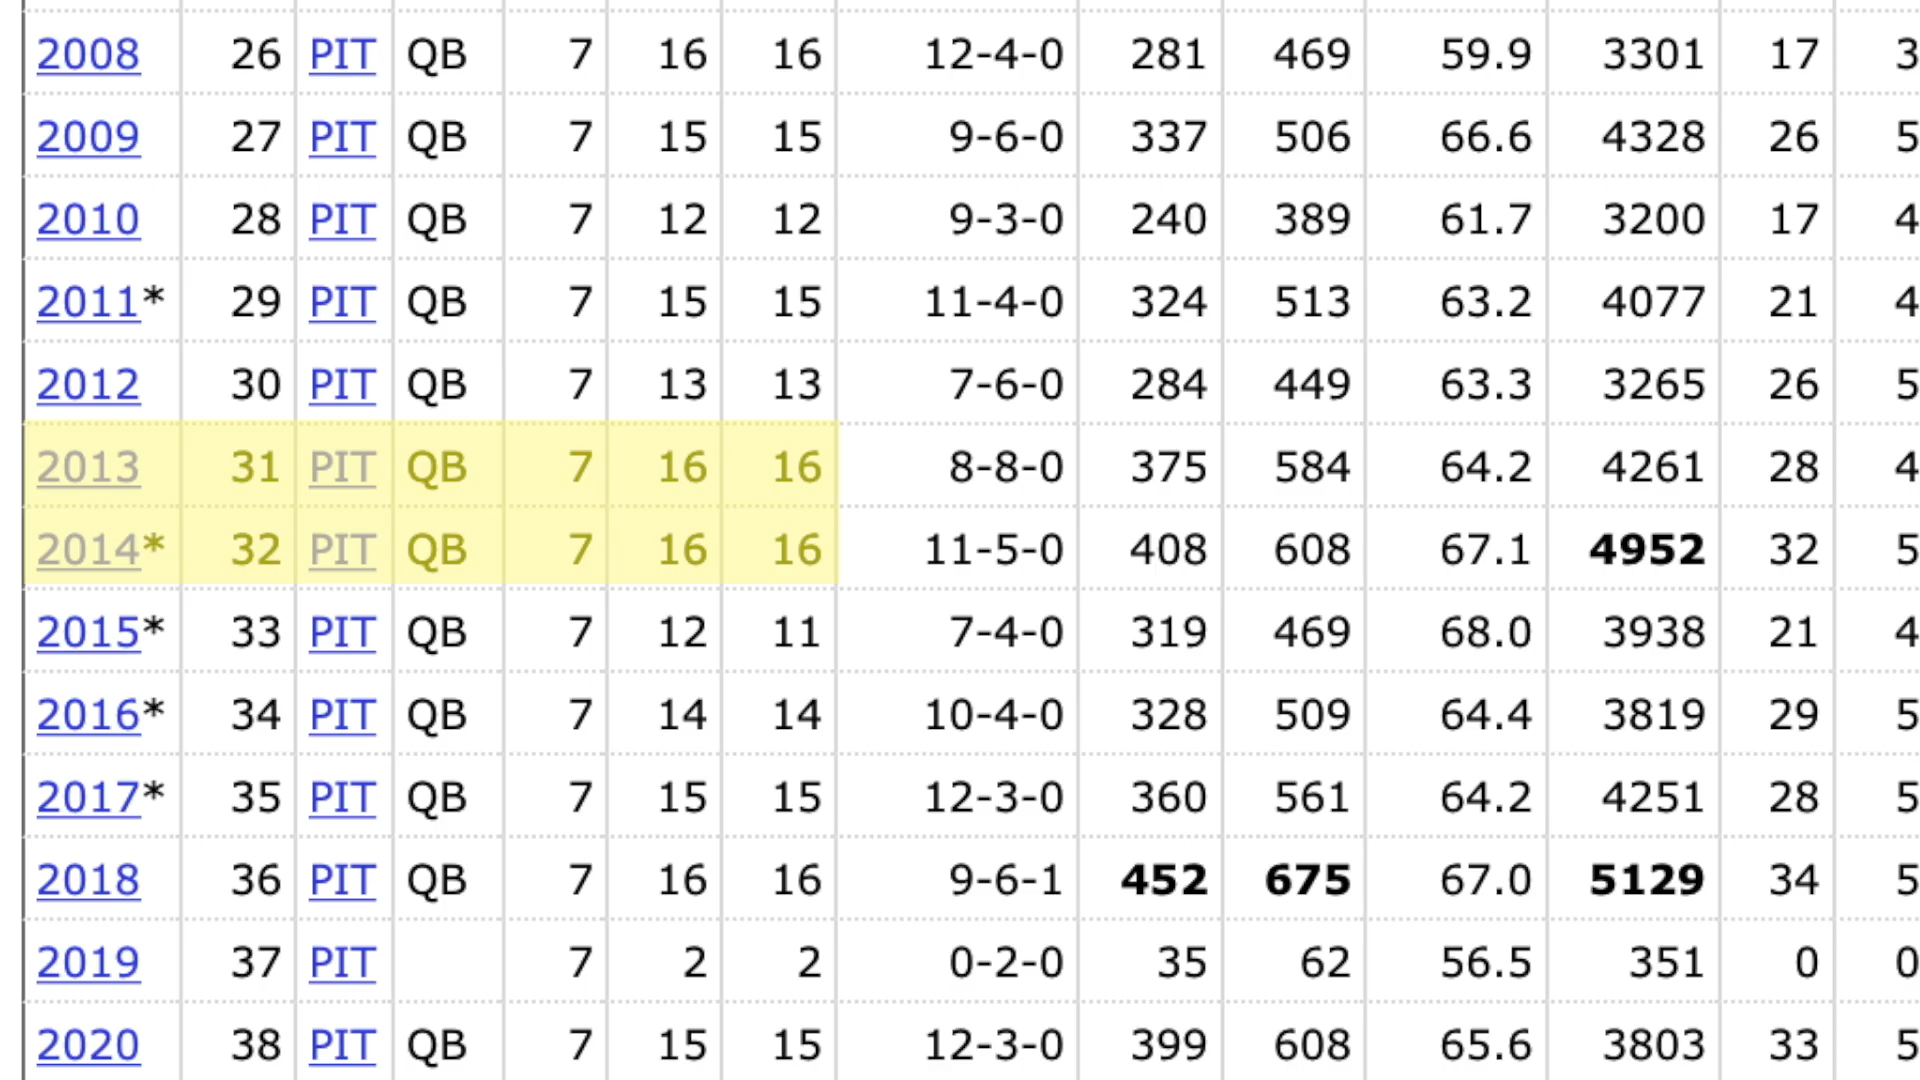 2008 26 PIT QB 7 16 16 12-4-0 281 469 59.9 3301 17 3
2009 27 PIT QB 7 15 15 9-6-0 337 506 66.6 4328 26 5
2010 28 PIT QB 7 12 12 9-3-0 240 389 61.7 3200 17 4
2011* 29 PIT QB 7 15 15 11-4-0 324 513 63.2 4077 21 4
2012 30 PIT QB 7 13 13 7-6-0 284 449 63.3 3265 26 5
2013 31 PIT QB 7 16 16 8-8-0 375 584 64.2 4261 28 4
2014* 32 PIT QB 7 16 16 11-5-0 408 608 67.1 4952 32 5
2015* 33 PIT QB 7 12 11 7-4-0 319 469 68.0 3938 21 4
2016* 34 PIT QB 7 14 14 10-4-0 328 509 64.4 3819 29 5
2017* 35 PIT QB 7 15 15 12-3-0 360 561 64.2 4251 28 5
2018 36 PIT QB 7 16 16 9-6-1 452 675 67.0 5129 34 5
2019 37 PIT 7 2 2 0-2-0 35 62 56.5 351 0 0
2020 38 PIT QB 7 15 15 12-3-0 399 608 65.6 3803 33 5